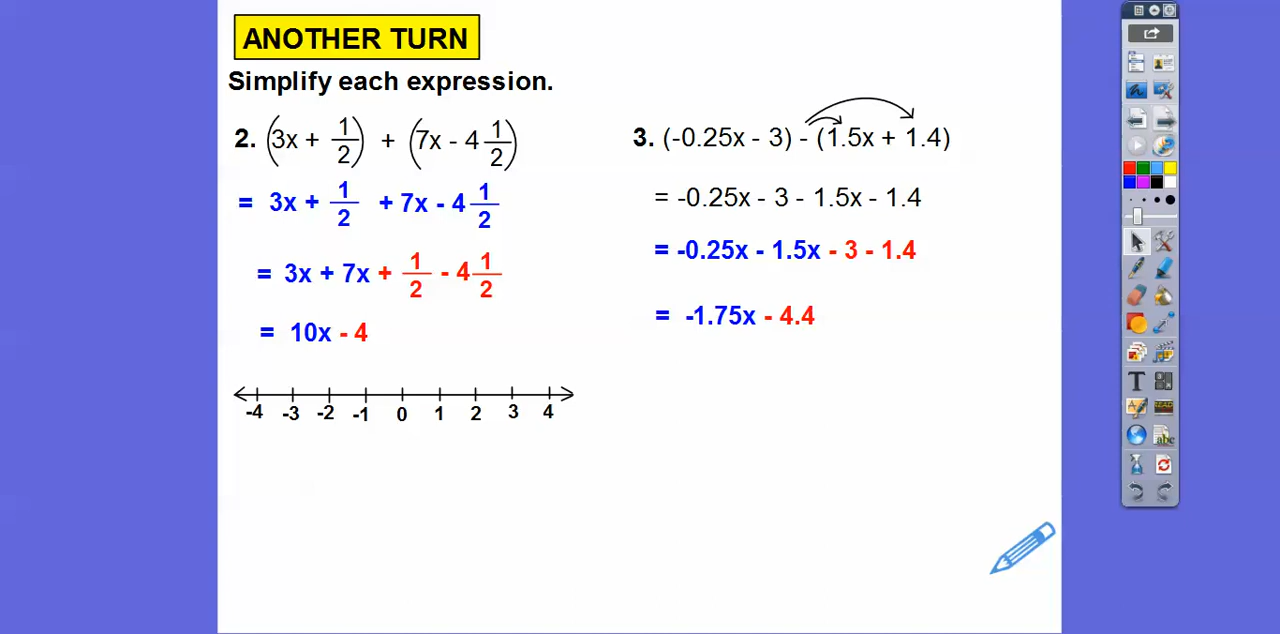 ANOTHER TURN
Simplify each expression.
2. (3x + 1/2) + (7x - 4 1/2)
= 3x + 1/2 + 7x - 4 1/2
= 3x + 7x + 1/2 - 4 1/2
= 10x - 4
-4 -3 -2 -1 0 1 2 3 4
3. (-0.25x - 3) - (1.5x + 1.4)
= -0.25x - 3 - 1.5x - 1.4
= -0.25x - 1.5x - 3 - 1.4
= -1.75x - 4.4
T
abc